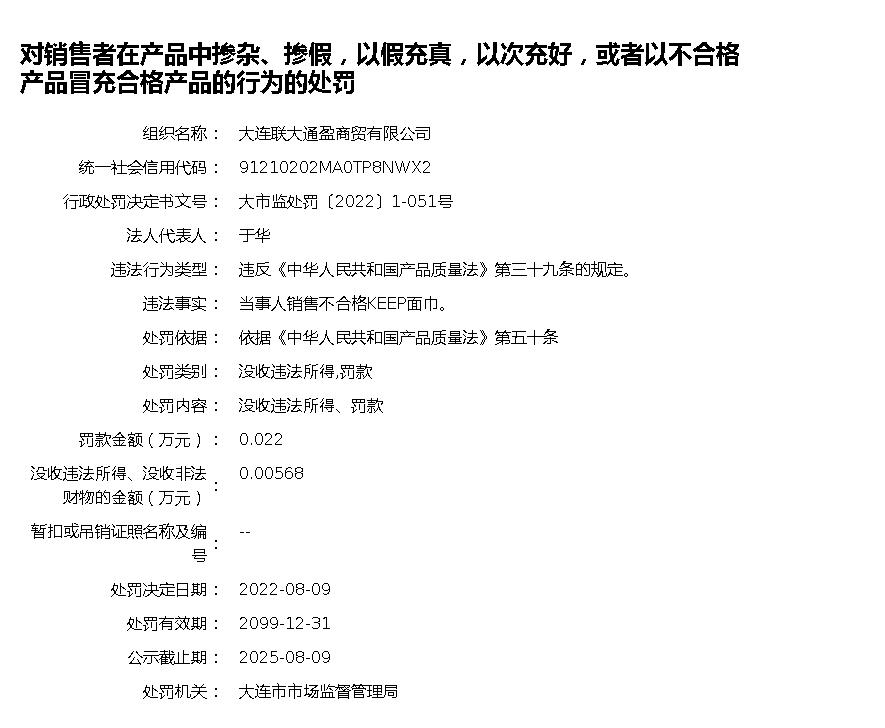 对销售者在产品中掺杂、掺假，以假充真，以次充好，或者以不合格
产品冒充合格产品的行为的处罚
组织名称： 大连联大通盈商贸有限公司
统一社会信用代码： 91210202MA0TP8NWX2
行政处罚决定书文号： 大市监处罚〔2022〕1-051号
法人代表人： 于华
违法行为类型： 违反《中华人民共和国产品质量法》第三十九条的规定。
违法事实： 当事人销售不合格KEEP面巾。
处罚依据： 依据《中华人民共和国产品质量法》第五十条
处罚类别： 没收违法所得,罚款
处罚内容： 没收违法所得、罚款
罚款金额（万元）： 0.022
没收违法所得、没收非法
财物的金额（万元）： 0.00568
暂扣或吊销证照名称及编
号： --
处罚决定日期： 2022-08-09
处罚有效期： 2099-12-31
公示截止期： 2025-08-09
处罚机关： 大连市市场监督管理局